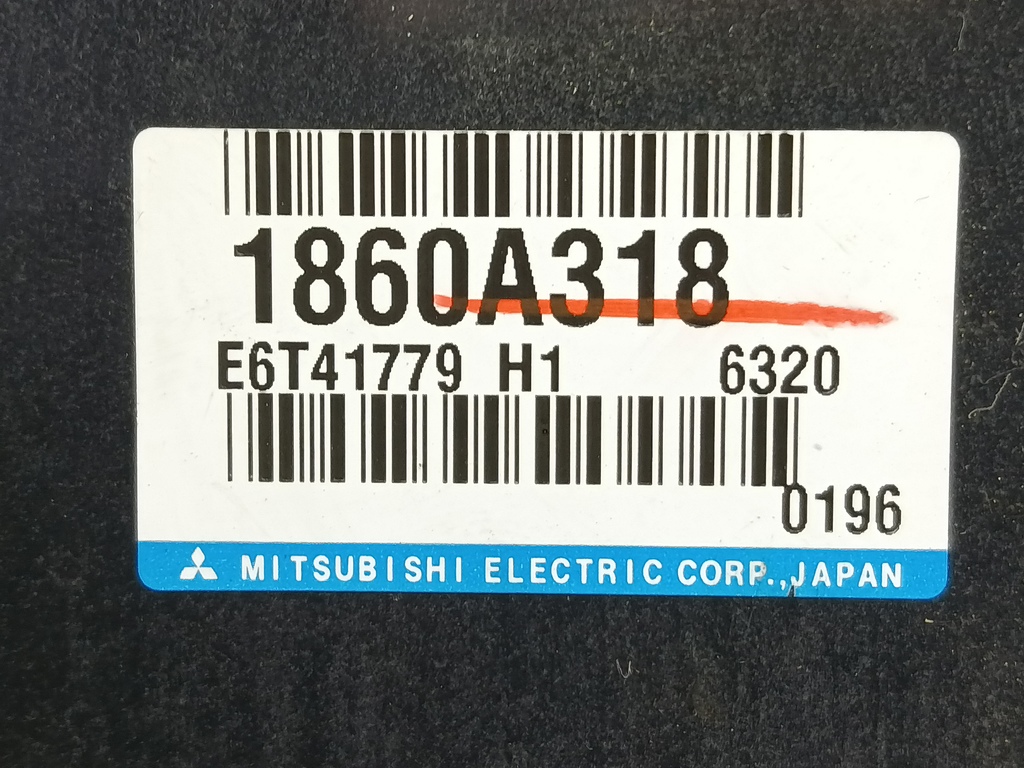 1860A318
E6T41779 H1 6320
0196
MITSUBISHI ELECTRIC CORP., JAPAN